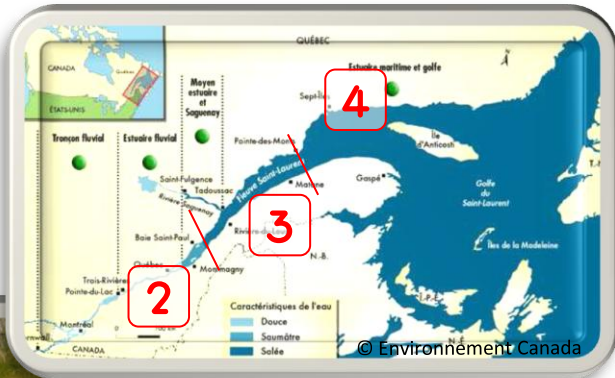 QUÉBEC
CANADA
Québec
ÉTATS-UNIS
Tronçon fluvial
Estuaire fluvial
Moyen
estuaire
et
Saguenay
Estuaire maritime et golfe
Sept-Îles
4
Pointe-des-Monts
Île
d'Anticosti
Saint-Fulgence
Tadoussac
Rivière Saguenay
Fleuve Saint-Laurent
Matane
Gaspé
Golfe
du
Saint-Laurent
3
Rivière-du-Loup
Baie Saint-Paul
Îles de la Madeleine
N.-B.
Québec
Montmagny
2
Trois-Rivières
Pointe-du-Lac
Î.-P.-É.
Montréal
CANADA
N.-É.
Caractéristiques de l'eau
Douce
Saumâtre
Salée
© Environnement Canada